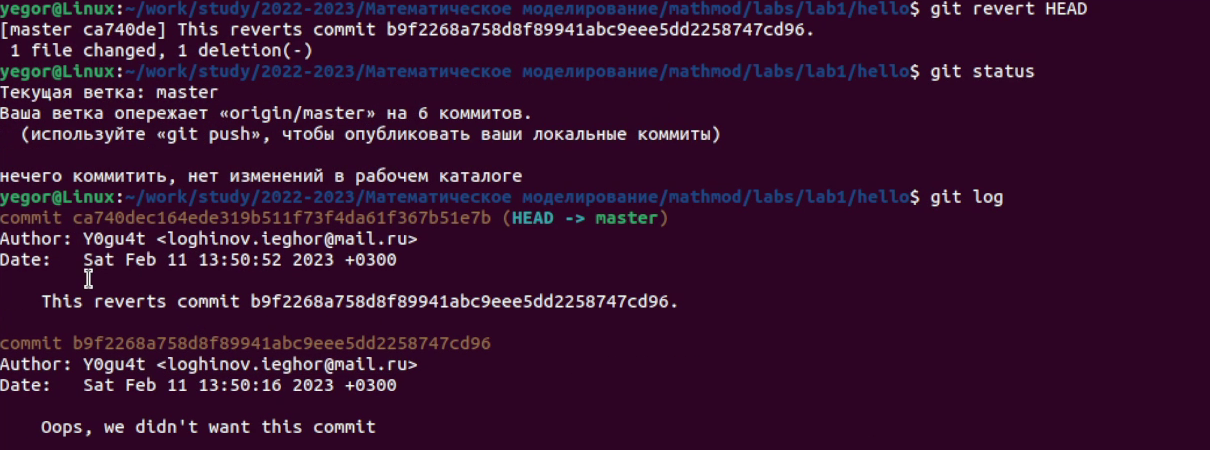 yegor@Linux:~/work/study/2022-2023/Математическое моделирование/mathmod/labs/lab1/hello$ git revert HEAD
[master ca740de] This reverts commit b9f2268a758d8f89941abc9eee5dd2258747cd96.
 1 file changed, 1 deletion(-)
yegor@Linux:~/work/study/2022-2023/Математическое моделирование/mathmod/labs/lab1/hello$ git status
Текущая ветка: master
Ваша ветка опережает «origin/master» на 6 коммитов.
  (используйте «git push», чтобы опубликовать ваши локальные коммиты)

нечего коммитить, нет изменений в рабочем каталоге
yegor@Linux:~/work/study/2022-2023/Математическое моделирование/mathmod/labs/lab1/hello$ git log
commit ca740dec164ede319b511f73f4da61f367b51e7b (HEAD -> master)
Author: Y0gu4t <loghinov.ieghor@mail.ru>
Date:   Sat Feb 11 13:50:52 2023 +0300

    This reverts commit b9f2268a758d8f89941abc9eee5dd2258747cd96.

commit b9f2268a758d8f89941abc9eee5dd2258747cd96
Author: Y0gu4t <loghinov.ieghor@mail.ru>
Date:   Sat Feb 11 13:50:16 2023 +0300

    Oops, we didn't want this commit